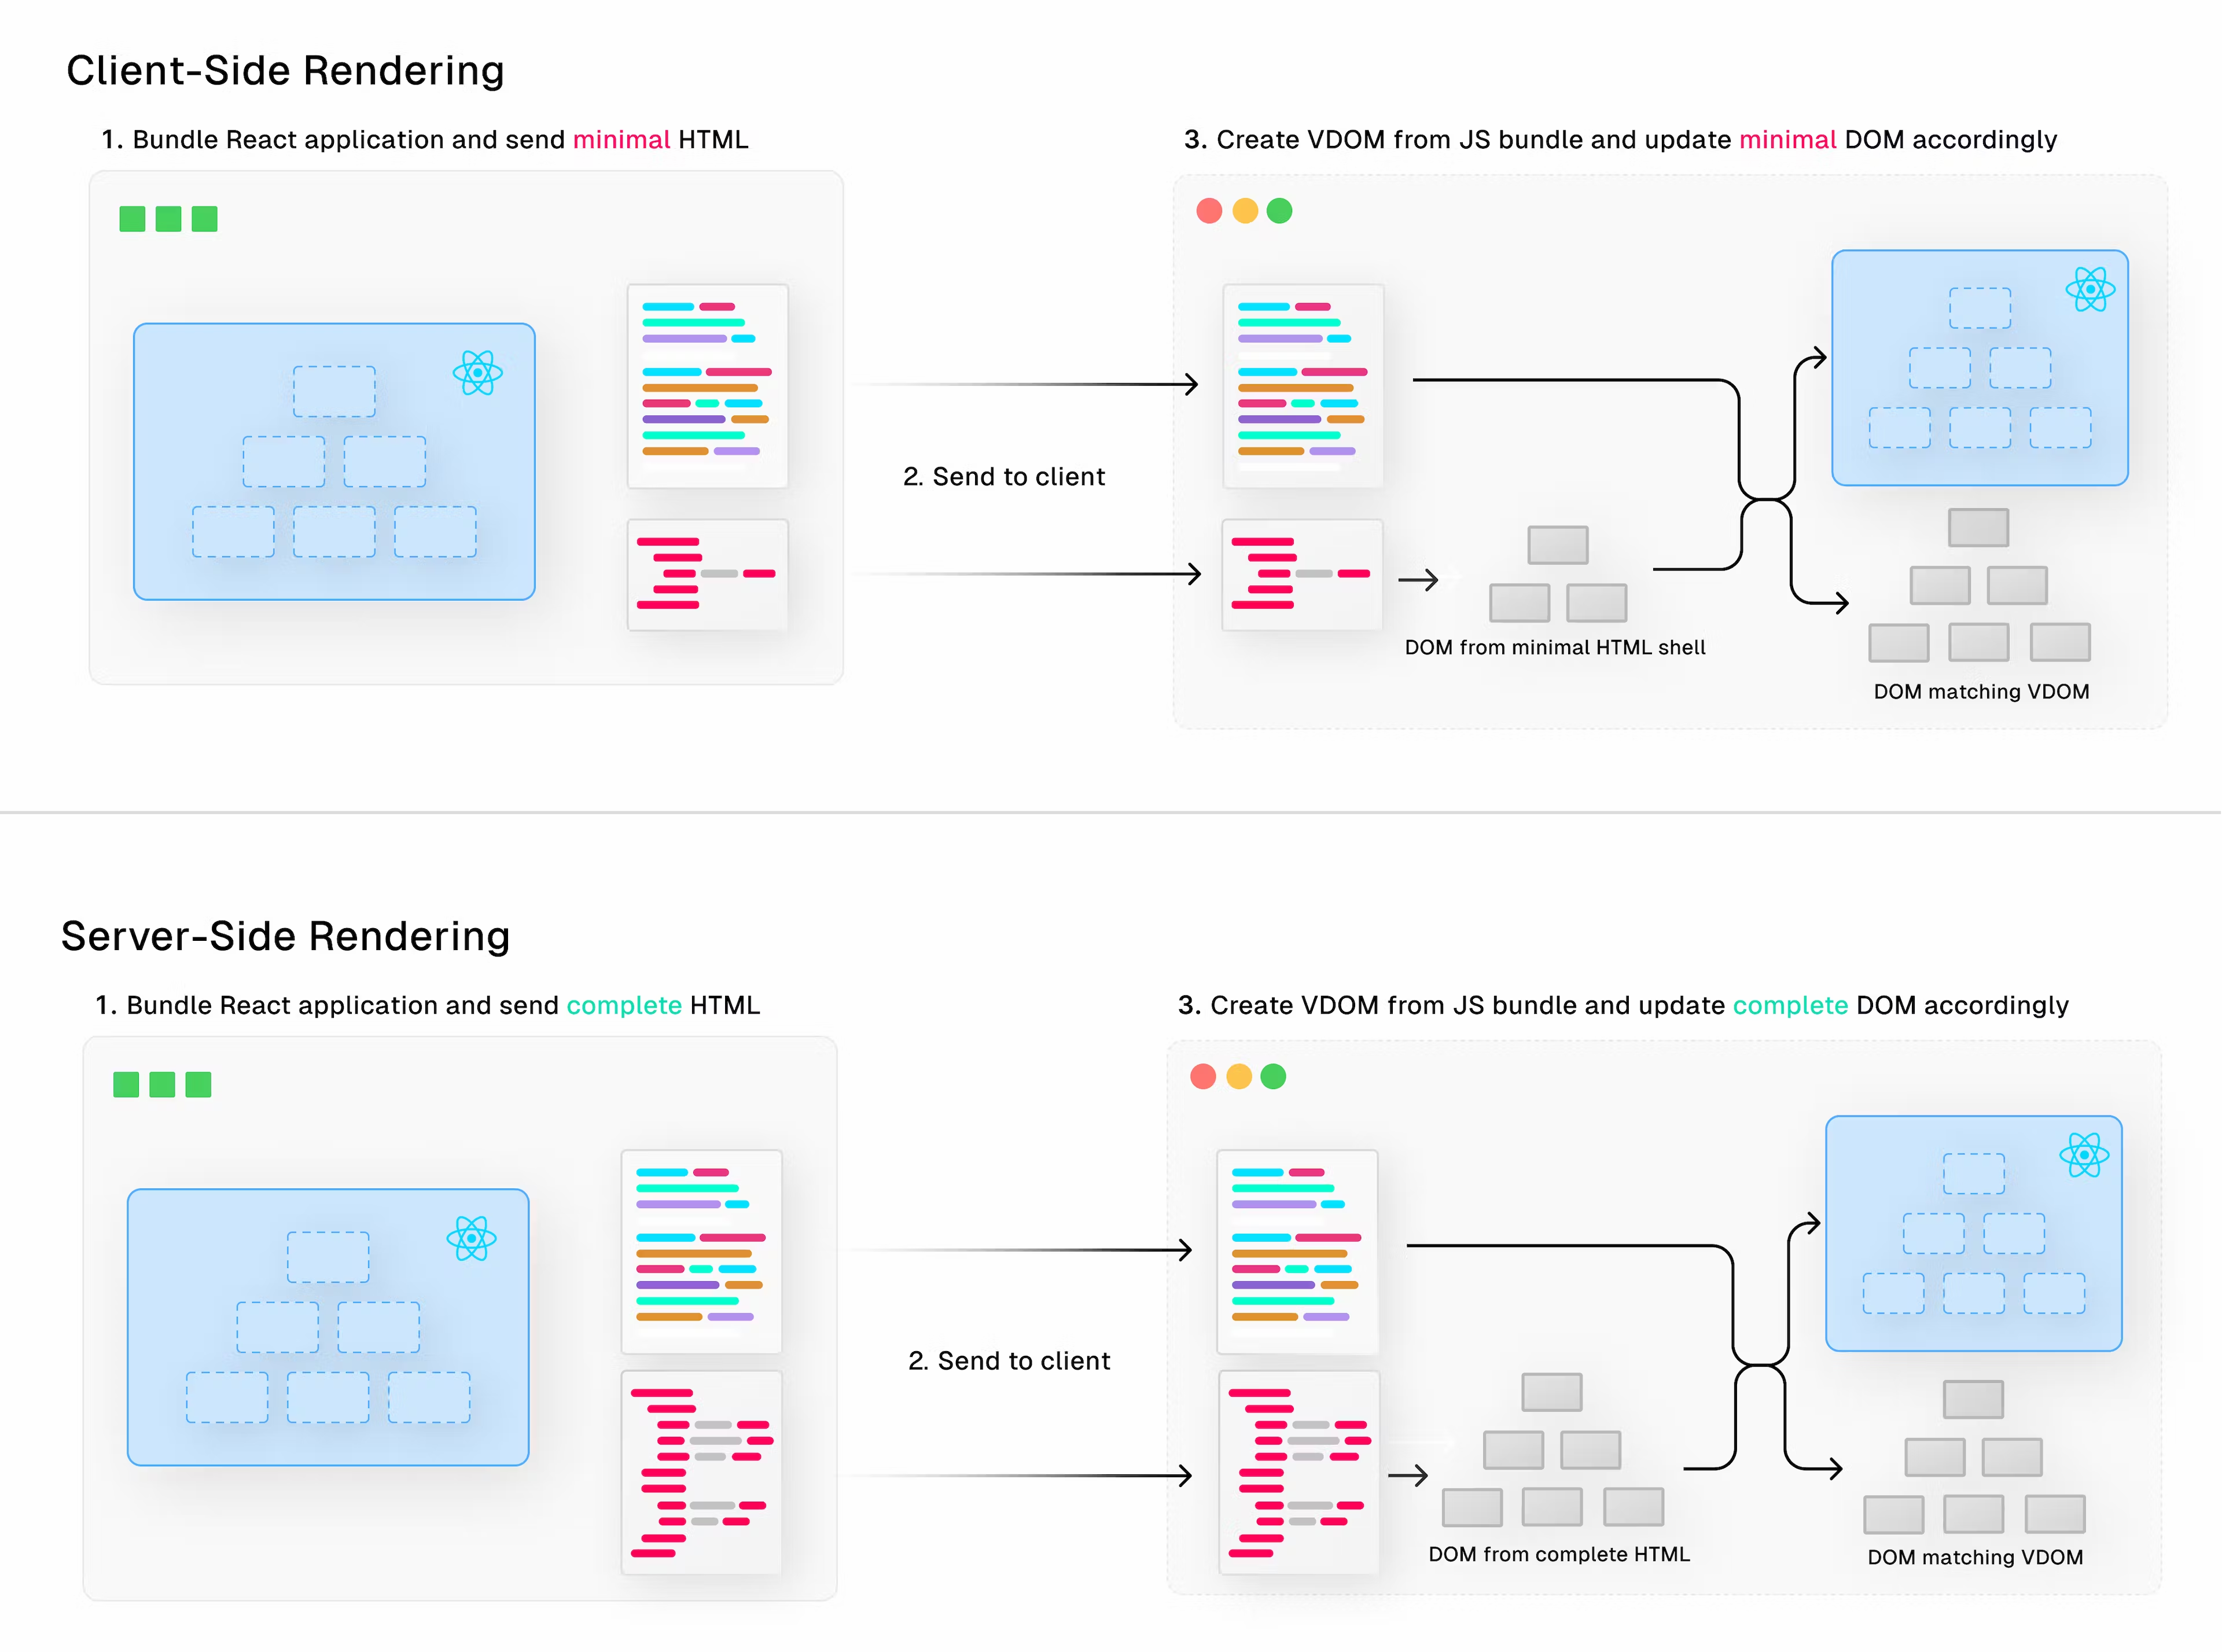 Client-Side Rendering
1. Bundle React application and send minimal HTML
3. Create VDOM from JS bundle and update minimal DOM accordingly
2. Send to client
DOM from minimal HTML shell
DOM matching VDOM
Server-Side Rendering
1. Bundle React application and send complete HTML
3. Create VDOM from JS bundle and update complete DOM accordingly
2. Send to client
DOM from complete HTML
DOM matching VDOM